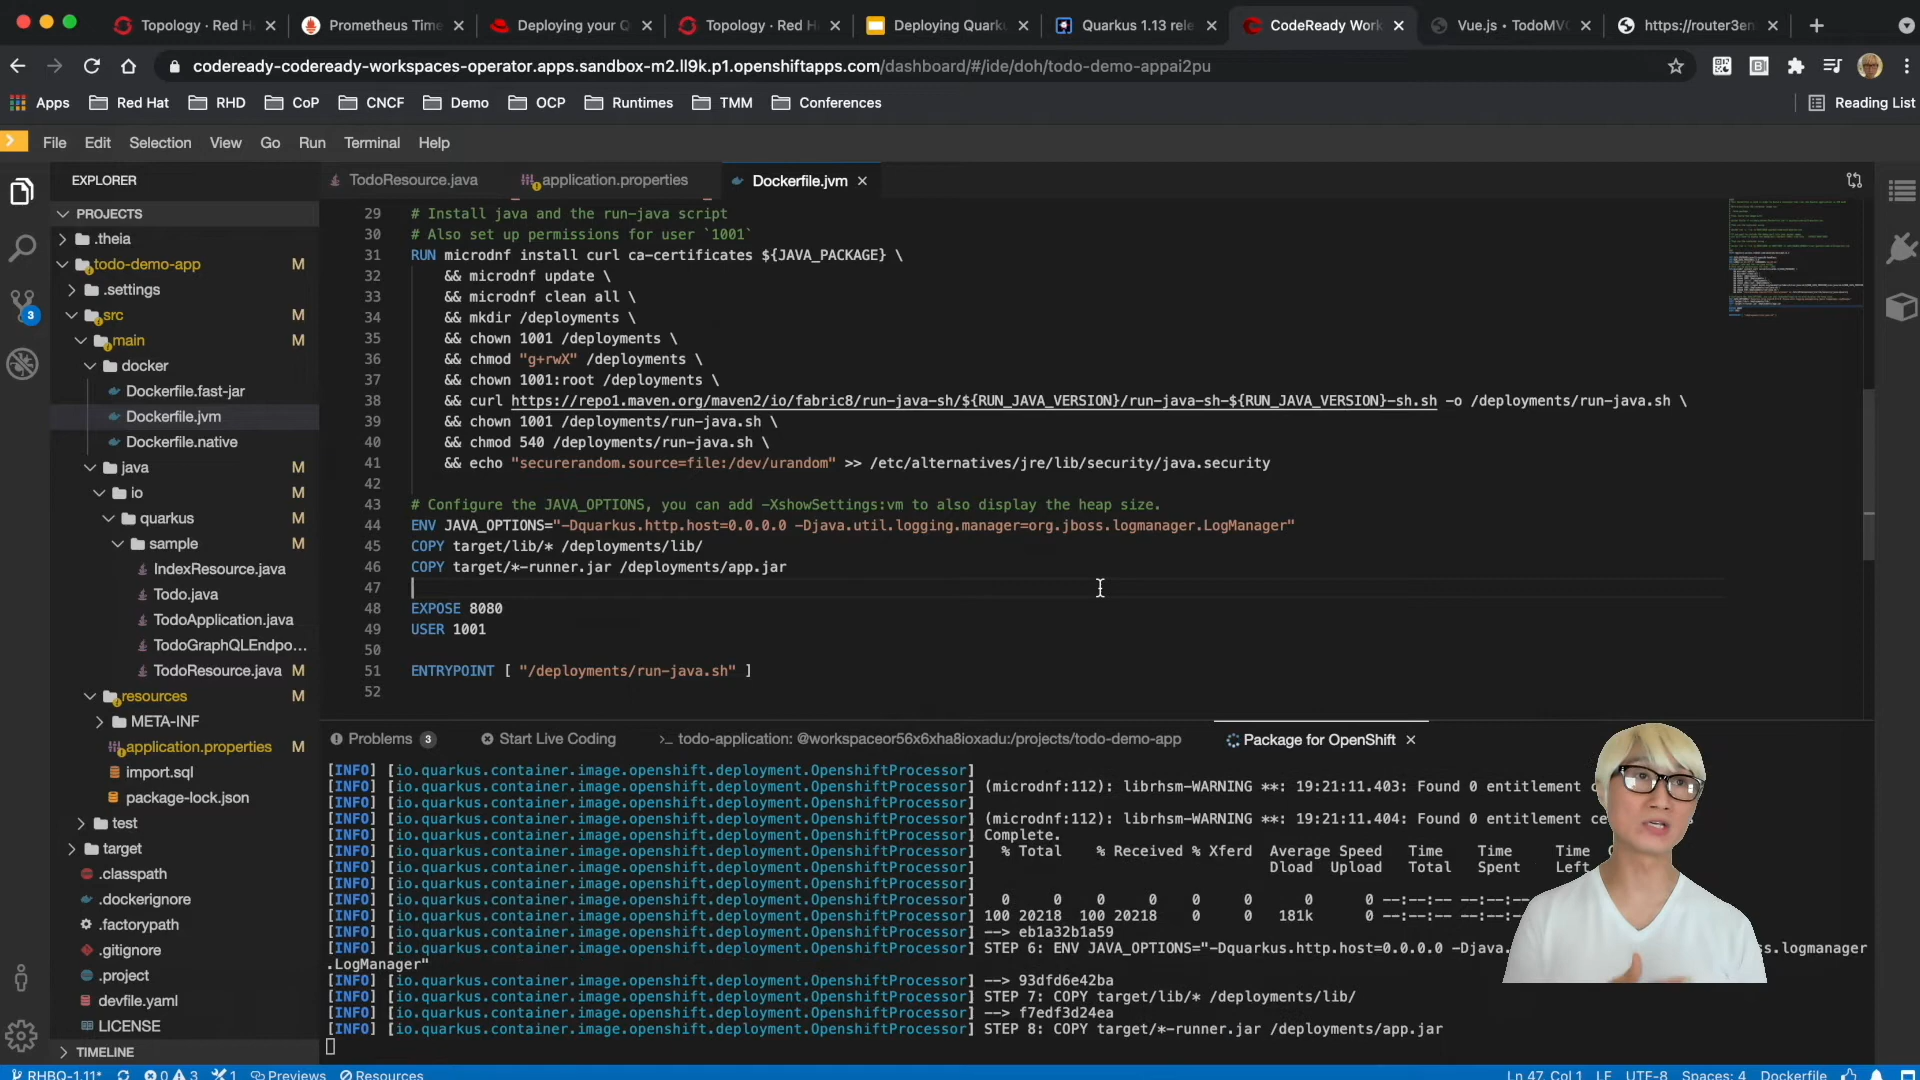 Topology - Red H
Prometheus Time
Deploying your Q
Topology - Red H
Deploying Quark
Quarkus 1.13 rele
CodeReady Work
Vue.js • TodoMVC
https://router3en
codeready-codeready-workspaces-operator.apps.sandbox-m2.ll9k.p1.openshiftapps.com/dashboard/#/ide/doh/todo-demo-appai2pu
Apps Red Hat RHD CoP CNCF Demo OCP Runtimes TMM Conferences Reading List
File Edit Selection View Go Run Terminal Help
EXPLORER
PROJECTS
.theia
todo-demo-app M
.settings
src M
main M
docker
Dockerfile.fast-jar
Dockerfile.jvm
Dockerfile.native
java M
io M
quarkus M
sample M
IndexResource.java
Todo.java
TodoApplication.java
TodoGraphQLEndpo...
TodoResource.java M
resources M
META-INF
application.properties M
import.sql
package-lock.json
test
target
.classpath
.dockerignore
.factorypath
.gitignore
.project
devfile.yaml
LICENSE
TIMELINE
3
TodoResource.java application.properties Dockerfile.jvm
29 # Install java and the run-java script
30 # Also set up permissions for user `1001`
31 RUN microdnf install curl ca-certificates ${JAVA_PACKAGE} \
32 && microdnf update \
33 && microdnf clean all \
34 && mkdir /deployments \
35 && chown 1001 /deployments \
36 && chmod "g+rwX" /deployments \
37 && chown 1001:root /deployments \
38 && curl https://repo1.maven.org/maven2/io/fabric8/run-java-sh/${RUN_JAVA_VERSION}/run-java-sh-${RUN_JAVA_VERSION}-sh.sh -o /deployments/run-java.sh \
39 && chown 1001 /deployments/run-java.sh \
40 && chmod 540 /deployments/run-java.sh \
41 && echo "securerandom.source=file:/dev/urandom" >> /etc/alternatives/jre/lib/security/java.security
42
43 # Configure the JAVA_OPTIONS, you can add -XshowSettings:vm to also display the heap size.
44 ENV JAVA_OPTIONS="-Dquarkus.http.host=0.0.0.0 -Djava.util.logging.manager=org.jboss.logmanager.LogManager"
45 COPY target/lib/* /deployments/lib/
46 COPY target/*-runner.jar /deployments/app.jar
47
48 EXPOSE 8080
49 USER 1001
50
51 ENTRYPOINT [ "/deployments/run-java.sh" ]
52
Problems 3 Start Live Coding >_ todo-application: @workspaceor56x6xha8ioxadu:/projects/todo-demo-app Package for OpenShift
[INFO] [io.quarkus.container.image.openshift.deployment.OpenshiftProcessor]
[INFO] [io.quarkus.container.image.openshift.deployment.OpenshiftProcessor] (microdnf:112): librhsm-WARNING **: 19:21:11.403: Found 0 entitlement c
[INFO] [io.quarkus.container.image.openshift.deployment.OpenshiftProcessor]
[INFO] [io.quarkus.container.image.openshift.deployment.OpenshiftProcessor] (microdnf:112): librhsm-WARNING **: 19:21:11.404: Found 0 entitlement ce
[INFO] [io.quarkus.container.image.openshift.deployment.OpenshiftProcessor] Complete.
[INFO] [io.quarkus.container.image.openshift.deployment.OpenshiftProcessor] % Total % Received % Xferd Average Speed Time Time Time
[INFO] [io.quarkus.container.image.openshift.deployment.OpenshiftProcessor] Dload Upload Total Spent Left
[INFO] [io.quarkus.container.image.openshift.deployment.OpenshiftProcessor]
[INFO] [io.quarkus.container.image.openshift.deployment.OpenshiftProcessor] 0 0 0 0 0 0 0 0 --:--:-- --:--:--
[INFO] [io.quarkus.container.image.openshift.deployment.OpenshiftProcessor] 100 20218 100 20218 0 0 181k 0 --:--:-- --:--:--
[INFO] [io.quarkus.container.image.openshift.deployment.OpenshiftProcessor] --> eb1a32b1a59
[INFO] [io.quarkus.container.image.openshift.deployment.OpenshiftProcessor] STEP 6: ENV JAVA_OPTIONS="-Dquarkus.http.host=0.0.0.0 -Djava. ss.logmanager
.LogManager"
[INFO] [io.quarkus.container.image.openshift.deployment.OpenshiftProcessor] --> 93dfd6e42ba
[INFO] [io.quarkus.container.image.openshift.deployment.OpenshiftProcessor] STEP 7: COPY target/lib/* /deployments/lib/
[INFO] [io.quarkus.container.image.openshift.deployment.OpenshiftProcessor] --> f7edf3d24ea
[INFO] [io.quarkus.container.image.openshift.deployment.OpenshiftProcessor] STEP 8: COPY target/*-runner.jar /deployments/app.jar
RHBQ-1.11* 0 3 1 Previews Resources Ln 47, Col 1 LF UTF-8 Spaces: 4 Dockerfile